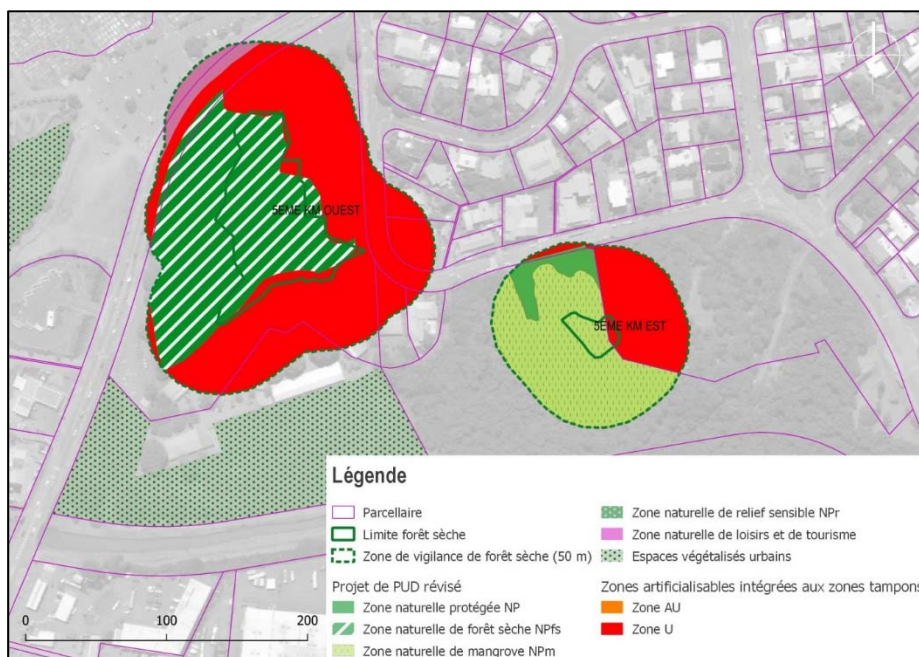 5EME KM OUEST
5EME KM EST
Légende
Parcellaire
Limite forêt sèche
Zone de vigilance de forêt sèche (50 m)
Projet de PUD révisé
Zone naturelle protégée NP
Zone naturelle de forêt sèche NPfs
Zone naturelle de mangrove NPm
Zone naturelle de relief sensible NPr
Zone naturelle de loisirs et de tourisme
Espaces végétalisés urbains
Zones artificialisables intégrées aux zones tampons
Zone AU
Zone U
0 100 200